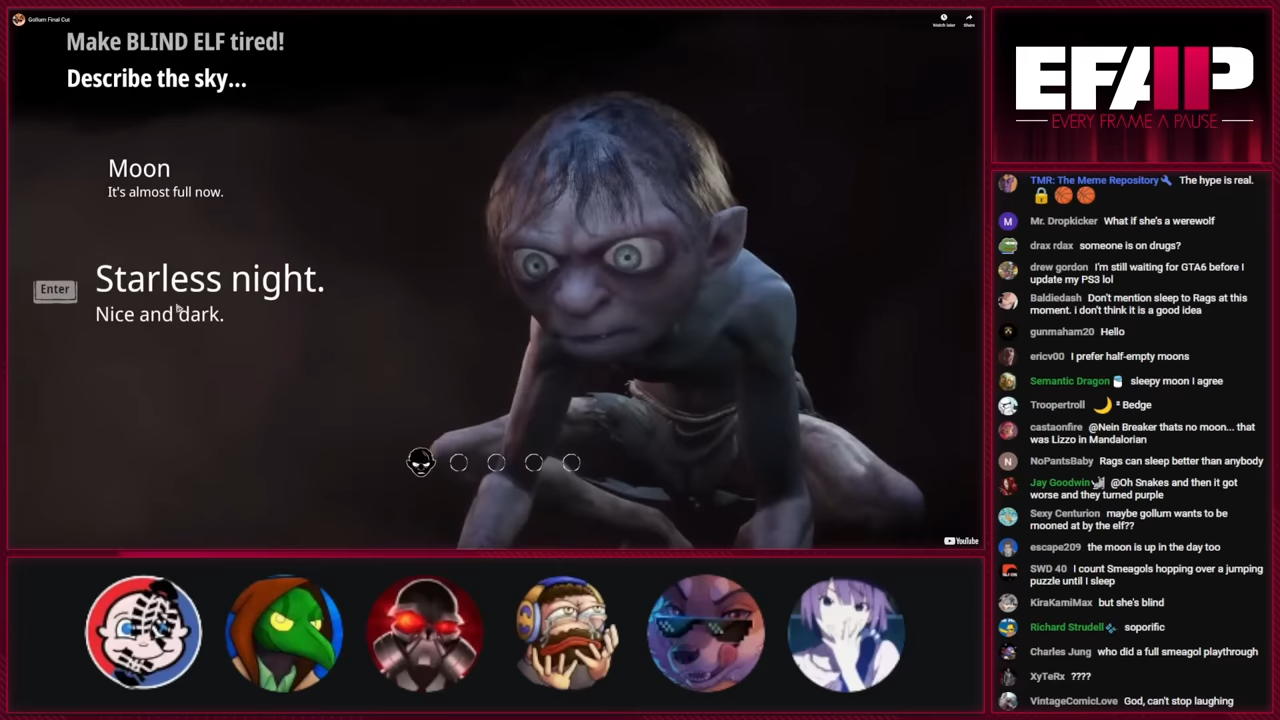 Gollum Final Cut
Watch later
Share
Make BLIND ELF tired!
Describe the sky...
Moon
It's almost full now.
Enter
Starless night.
Nice and dark.
YouTube
EFAP
EVERY FRAME A PAUSE
TMR: The Meme Repository The hype is real.
Mr. Dropkicker What if she's a werewolf
drax rdax someone is on drugs?
drew gordon I'm still waiting for GTA6 before I
update my PS3 lol
Baldiedash Don't mention sleep to Rags at this
moment. i don't think it is a good idea
gunmaham20 Hello
ericv00 I prefer half-empty moons
Semantic Dragon sleepy moon I agree
Troopertroll = Bedge
castaonfire @Nein Breaker thats no moon... that
was Lizzo in Mandalorian
N NoPantsBaby Rags can sleep better than anybody
Jay Goodwin @Oh Snakes and then it got
worse and they turned purple
Sexy Centurion maybe gollum wants to be
mooned at by the elf??
escape209 the moon is up in the day too
SWD 40 I count Smeagols hopping over a jumping
puzzle until I sleep
KiraKamiMax but she's blind
Richard Strudell soporific
Charles Jung who did a full smeagol playthrough
XyTeRx ????
VintageComicLove God, can't stop laughing